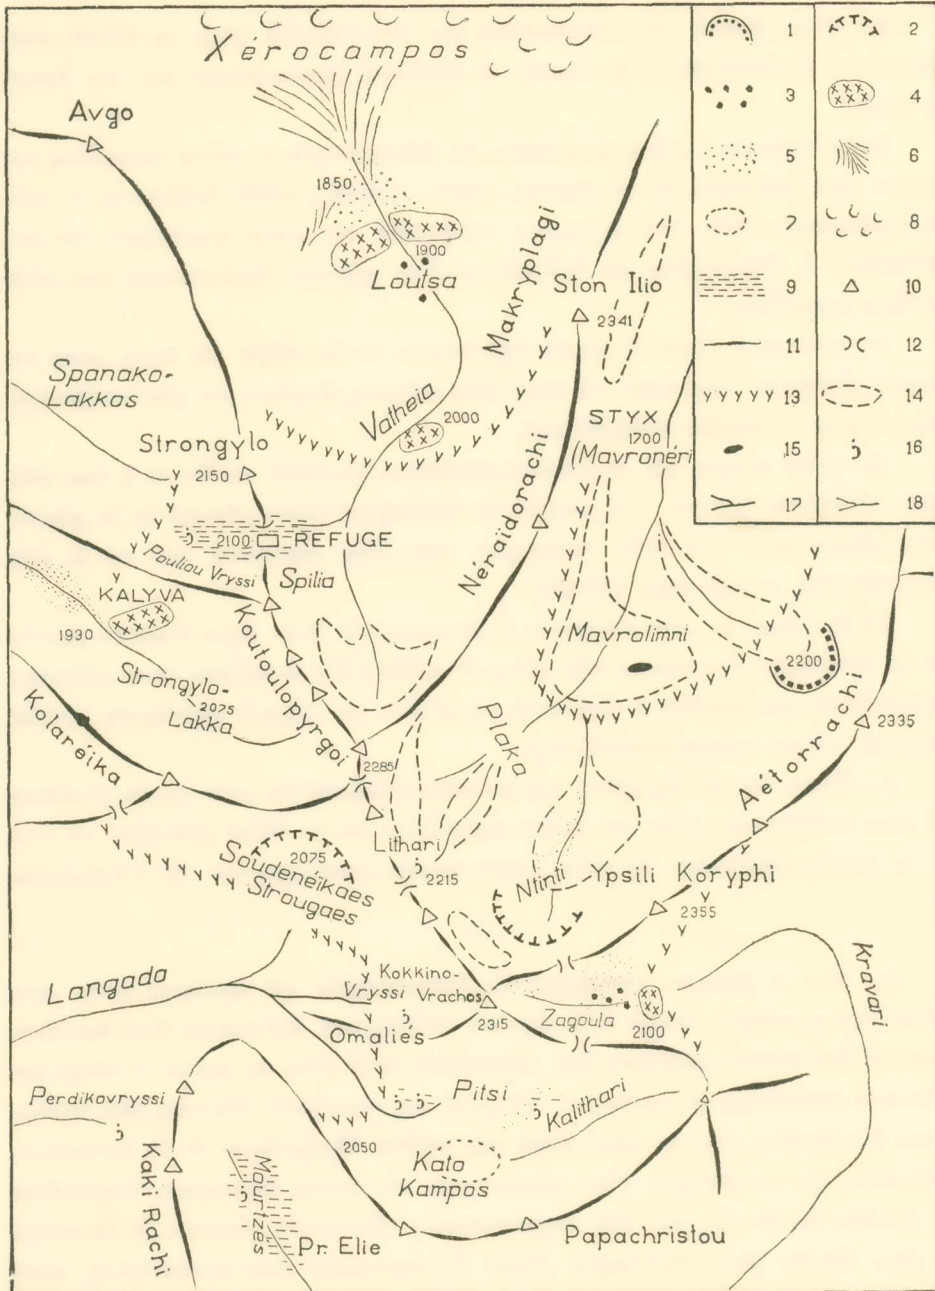 Xérocampos
Avgo
1850
1900
Loutsa
Makryplagi
Ston Ilio
2341
Spanako-
Lakkos
Vatheia
2000
STYX
1700
(Mavronéri
Strongylo
2150
2100
REFUGE
Pouliou Vryssi
Spilia
KALYVA
1930
Néraidorachi
Koutoulopyrgoi
Mavrolimni
2200
Strongylo-
2075
Lakka
Plaka
2335
Kolaréika
2285
Aétorrachi
Lithari
2215
2075
Soudenéikaes
Strougaes
Ntinti
Ypsili Koryphi
2355
Kravari
Langada
Kokkino-
Vryssi Vrachos
2315
Zagoula
2100
Omaliés
Perdikovryssi
Pitsi
Kalithari
2050
Kato
Kampos
Kaki Rachi
Mourtzes
Pr. Elie
Papachristou
1 2
3 4
5 6
7 8
9 10
11 12
13 14
15 16
17 18